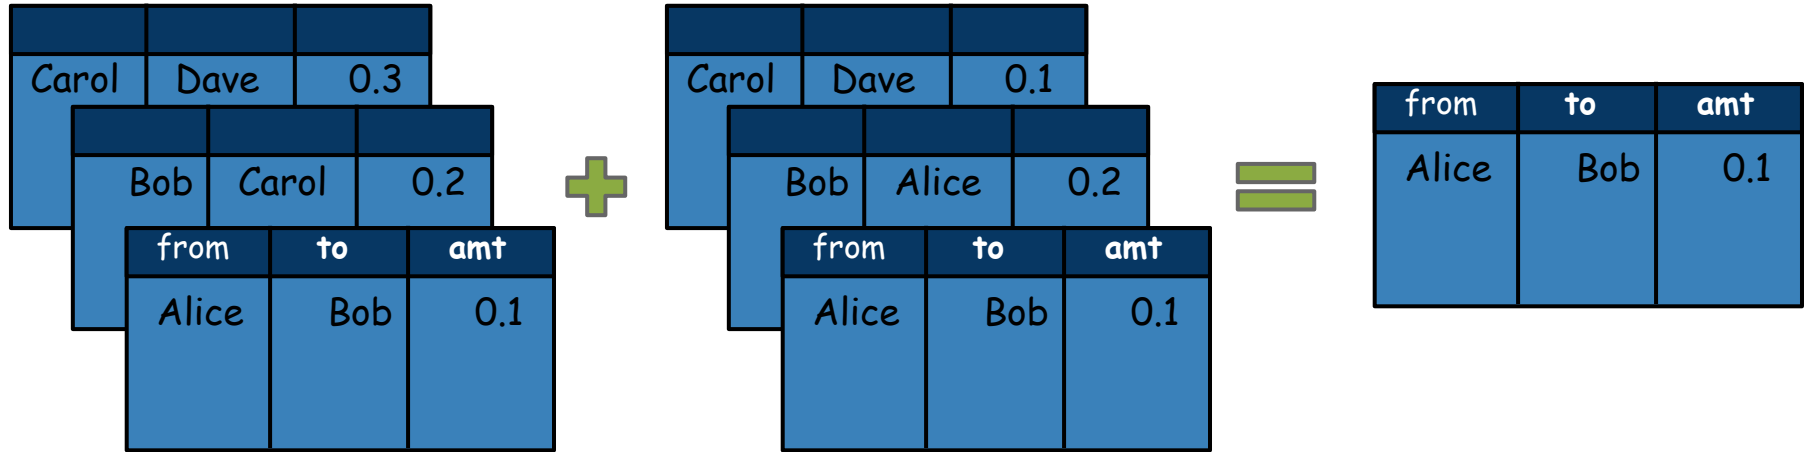 Carol Dave 0.3
Bob Carol 0.2
from to amt
Alice Bob 0.1
Carol Dave 0.1
Bob Alice 0.2
from to amt
Alice Bob 0.1
from to amt
Alice Bob 0.1